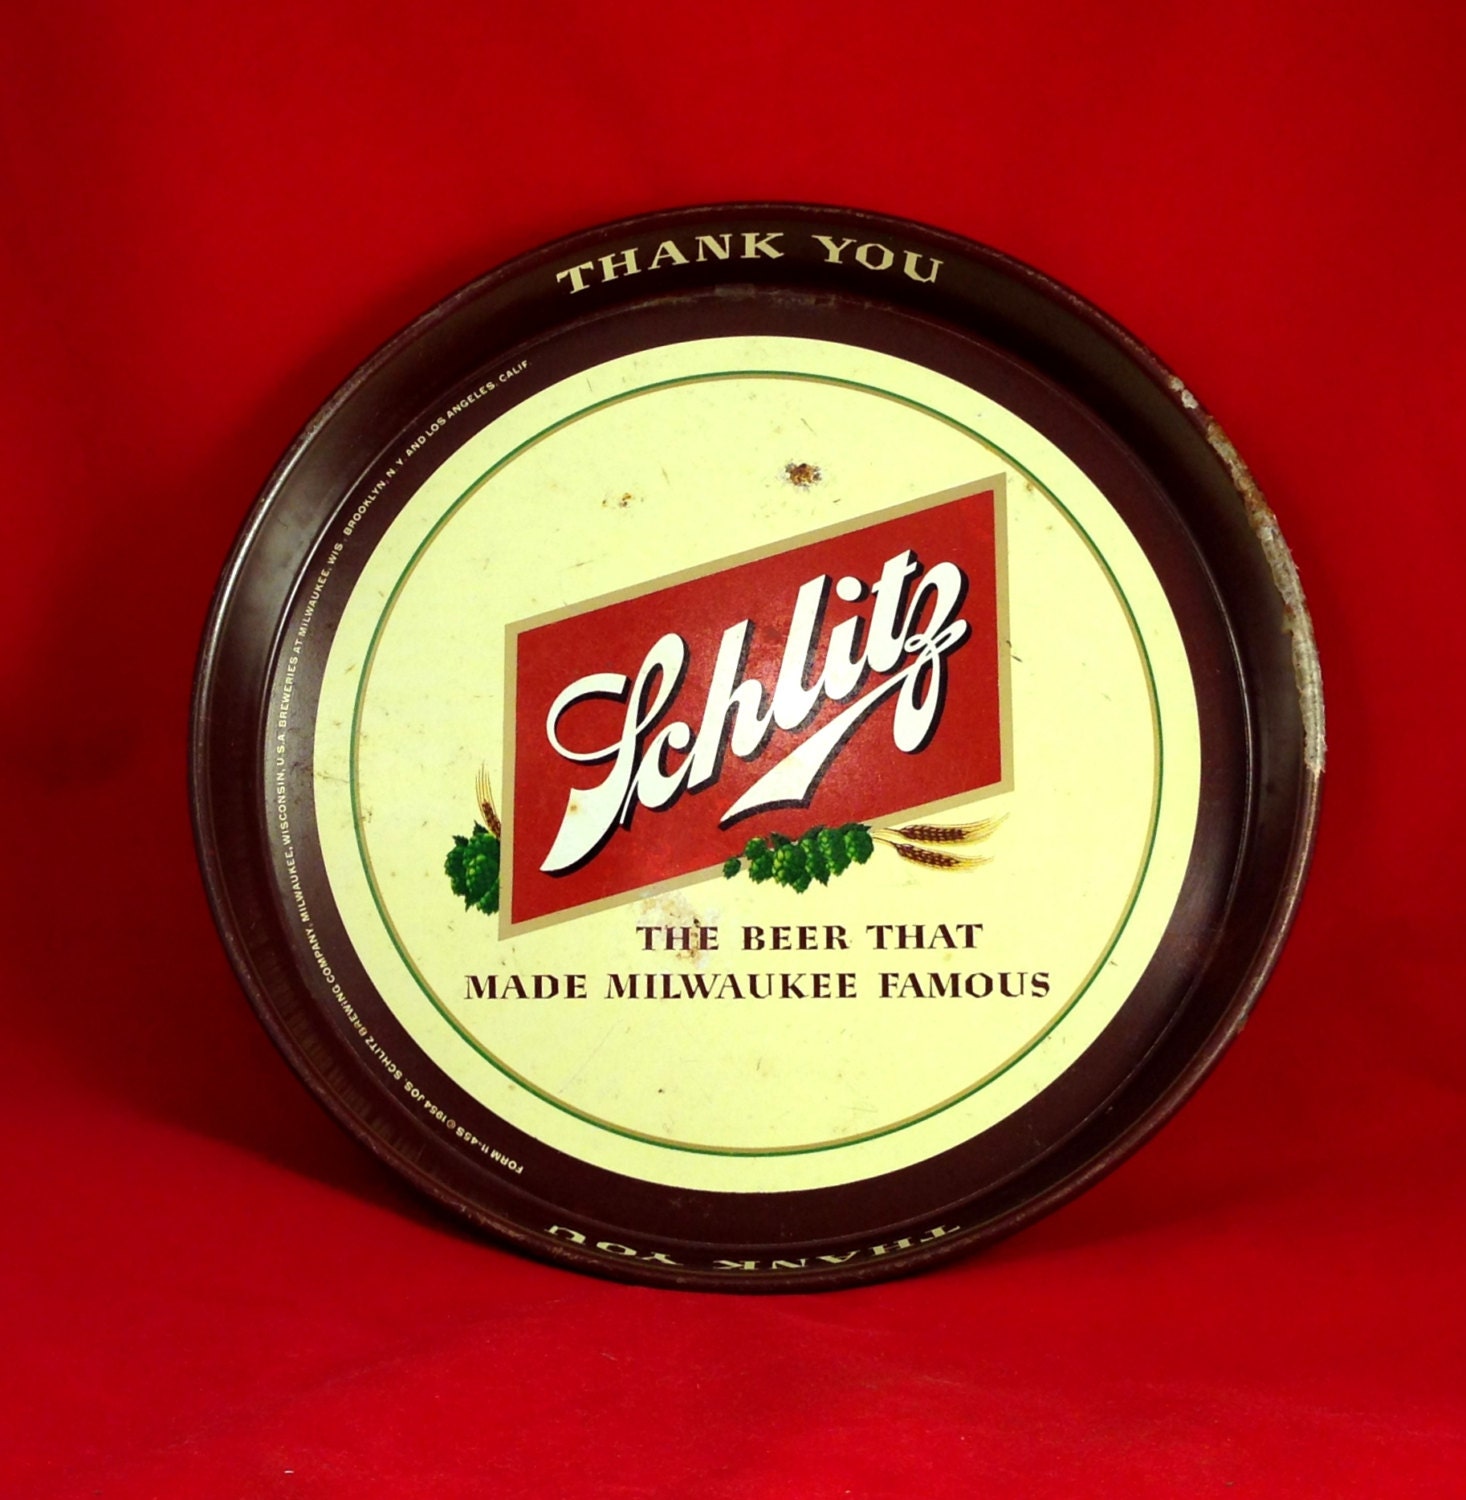 THANK YOU
Schlitz
THE BEER THAT
MADE MILWAUKEE FAMOUS
FORM 11-45S © 1954 JOS. SCHLITZ BREWING COMPANY, MILWAUKEE, WISCONSIN, U.S.A. BREWERIES AT MILWAUKEE, WIS. BROOKLYN, N.Y. AND LOS ANGELES, CALIF.
THANK YOU